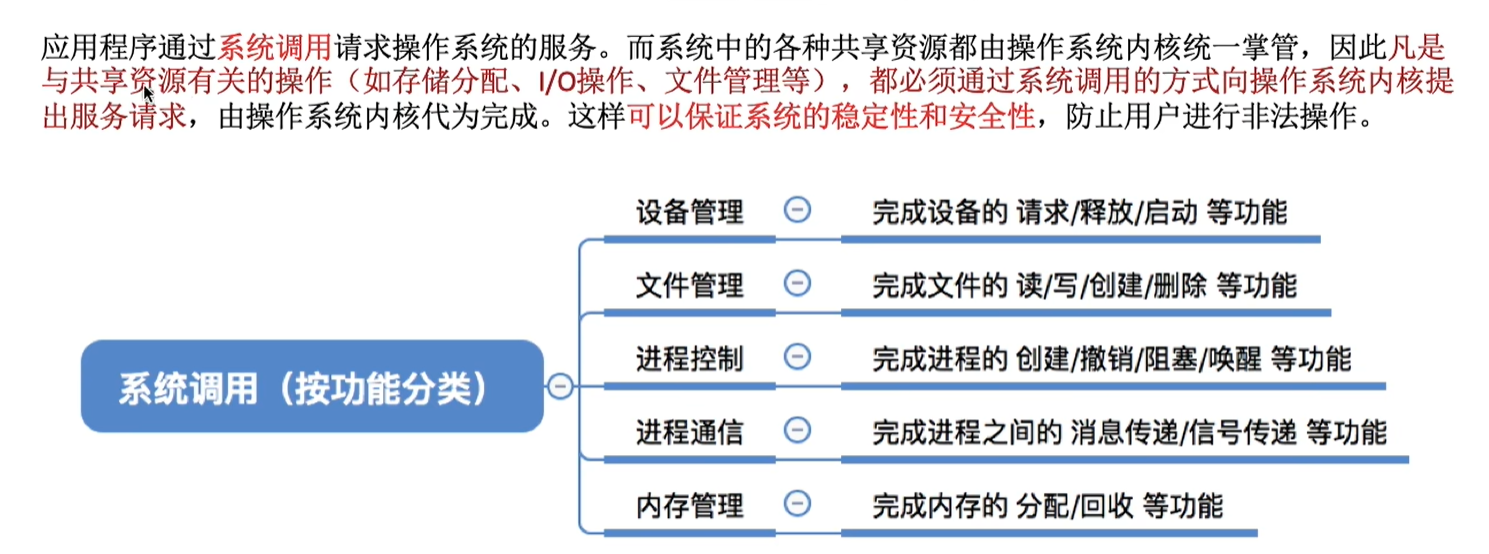 应用程序通过系统调用请求操作系统的服务。而系统中的各种共享资源都由操作系统内核统一掌管，因此凡是
与共享资源有关的操作（如存储分配、I/O操作、文件管理等），都必须通过系统调用的方式向操作系统内核提
出服务请求，由操作系统内核代为完成。这样可以保证系统的稳定性和安全性，防止用户进行非法操作。
系统调用（按功能分类）
设备管理 完成设备的 请求/释放/启动 等功能
文件管理 完成文件的 读/写/创建/删除 等功能
进程控制 完成进程的 创建/撤销/阻塞/唤醒 等功能
进程通信 完成进程之间的 消息传递/信号传递 等功能
内存管理 完成内存的 分配/回收 等功能